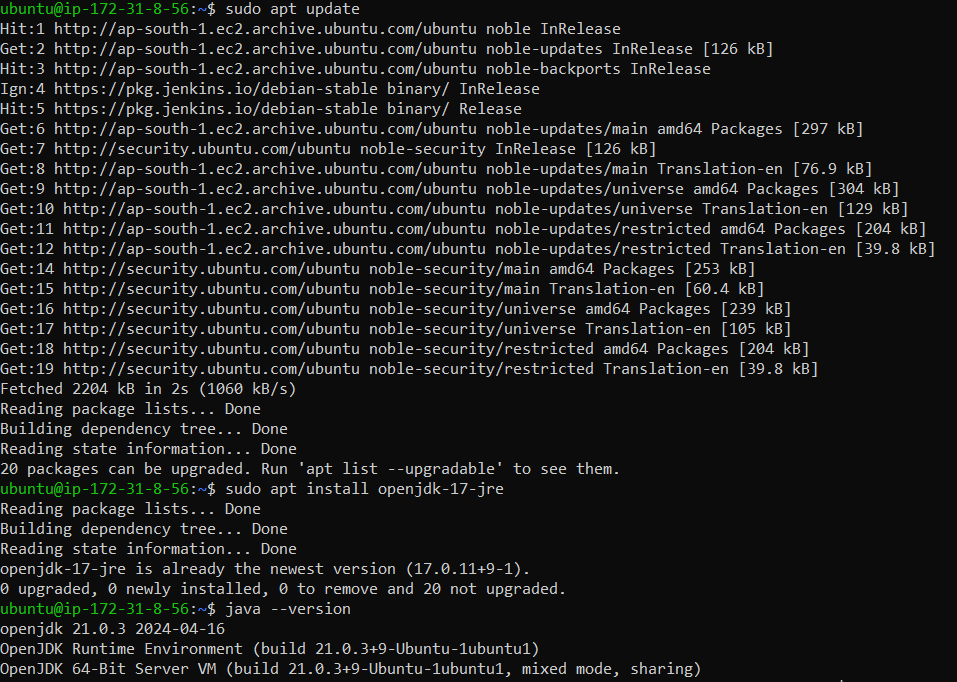 ubuntu@ip-172-31-8-56:~$ sudo apt update
Hit:1 http://ap-south-1.ec2.archive.ubuntu.com/ubuntu noble InRelease
Get:2 http://ap-south-1.ec2.archive.ubuntu.com/ubuntu noble-updates InRelease [126 kB]
Hit:3 http://ap-south-1.ec2.archive.ubuntu.com/ubuntu noble-backports InRelease
Ign:4 https://pkg.jenkins.io/debian-stable binary/ InRelease
Hit:5 https://pkg.jenkins.io/debian-stable binary/ Release
Get:6 http://ap-south-1.ec2.archive.ubuntu.com/ubuntu noble-updates/main amd64 Packages [297 kB]
Get:7 http://security.ubuntu.com/ubuntu noble-security InRelease [126 kB]
Get:8 http://ap-south-1.ec2.archive.ubuntu.com/ubuntu noble-updates/main Translation-en [76.9 kB]
Get:9 http://ap-south-1.ec2.archive.ubuntu.com/ubuntu noble-updates/universe amd64 Packages [304 kB]
Get:10 http://ap-south-1.ec2.archive.ubuntu.com/ubuntu noble-updates/universe Translation-en [129 kB]
Get:11 http://ap-south-1.ec2.archive.ubuntu.com/ubuntu noble-updates/restricted amd64 Packages [204 kB]
Get:12 http://ap-south-1.ec2.archive.ubuntu.com/ubuntu noble-updates/restricted Translation-en [39.8 kB]
Get:14 http://security.ubuntu.com/ubuntu noble-security/main amd64 Packages [253 kB]
Get:15 http://security.ubuntu.com/ubuntu noble-security/main Translation-en [60.4 kB]
Get:16 http://security.ubuntu.com/ubuntu noble-security/universe amd64 Packages [239 kB]
Get:17 http://security.ubuntu.com/ubuntu noble-security/universe Translation-en [105 kB]
Get:18 http://security.ubuntu.com/ubuntu noble-security/restricted amd64 Packages [204 kB]
Get:19 http://security.ubuntu.com/ubuntu noble-security/restricted Translation-en [39.8 kB]
Fetched 2204 kB in 2s (1060 kB/s)
Reading package lists... Done
Building dependency tree... Done
Reading state information... Done
20 packages can be upgraded. Run 'apt list --upgradable' to see them.
ubuntu@ip-172-31-8-56:~$ sudo apt install openjdk-17-jre
Reading package lists... Done
Building dependency tree... Done
Reading state information... Done
openjdk-17-jre is already the newest version (17.0.11+9-1).
0 upgraded, 0 newly installed, 0 to remove and 20 not upgraded.
ubuntu@ip-172-31-8-56:~$ java --version
openjdk 21.0.3 2024-04-16
OpenJDK Runtime Environment (build 21.0.3+9-Ubuntu-1ubuntu1)
OpenJDK 64-Bit Server VM (build 21.0.3+9-Ubuntu-1ubuntu1, mixed mode, sharing)